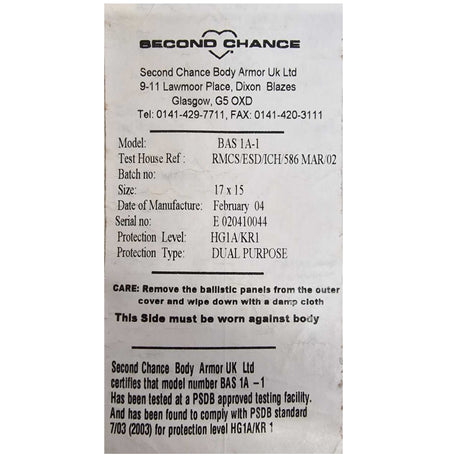 SECOND CHANCE
Second Chance Body Armor Uk Ltd
9-11 Lawmoor Place, Dixon Blazes
Glasgow, G5 OXD
Tel: 0141-429-7711, FAX: 0141-420-3111
Model: BAS 1A-1
Test House Ref : RMCS/ESD/ICH/586 MAR/02
Batch no:
Size: 17 x 15
Date of Manufacture: February 04
Serial no: E 020410044
Protection Level: HG1A/KR1
Protection Type: DUAL PURPOSE
CARE: Remove the ballistic panels from the outer
cover and wipe down with a damp cloth
This Side must be worn against body
Second Chance Body Armor UK Ltd
certifies that model number BAS 1A -1
Has been tested at a PSDB approved testing facility.
And has been found to comply with PSDB standard
7/03 (2003) for protection level HG1A/KR 1